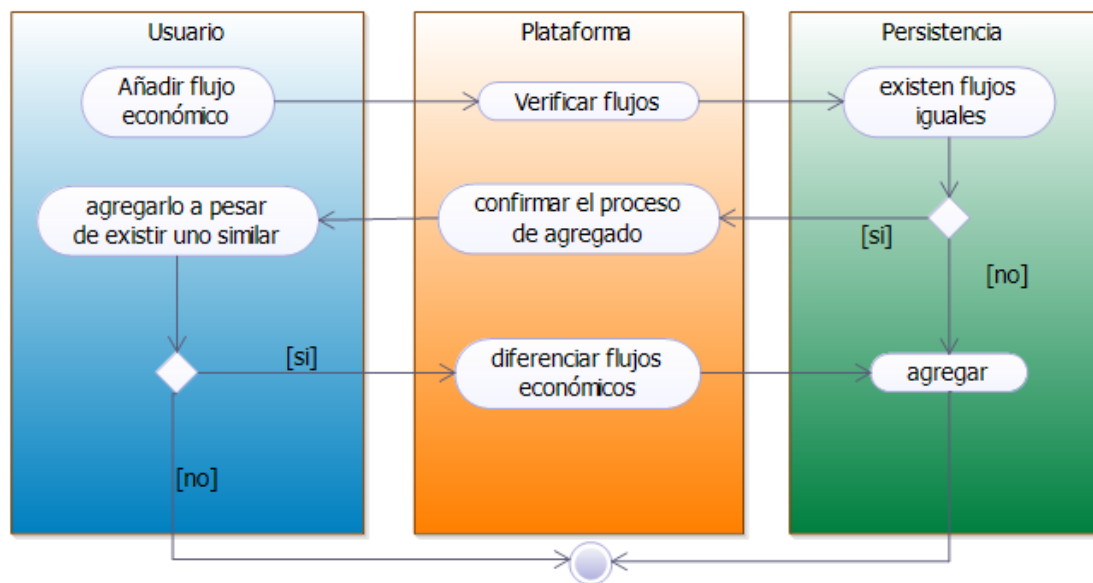 Usuario
Plataforma
Persistencia
Añadir flujo
económico
Verificar flujos
existen flujos
iguales
agregarlo a pesar
de existir uno similar
confirmar el proceso
de agregado
[si]
[no]
[si]
diferenciar flujos
económicos
agregar
[no]